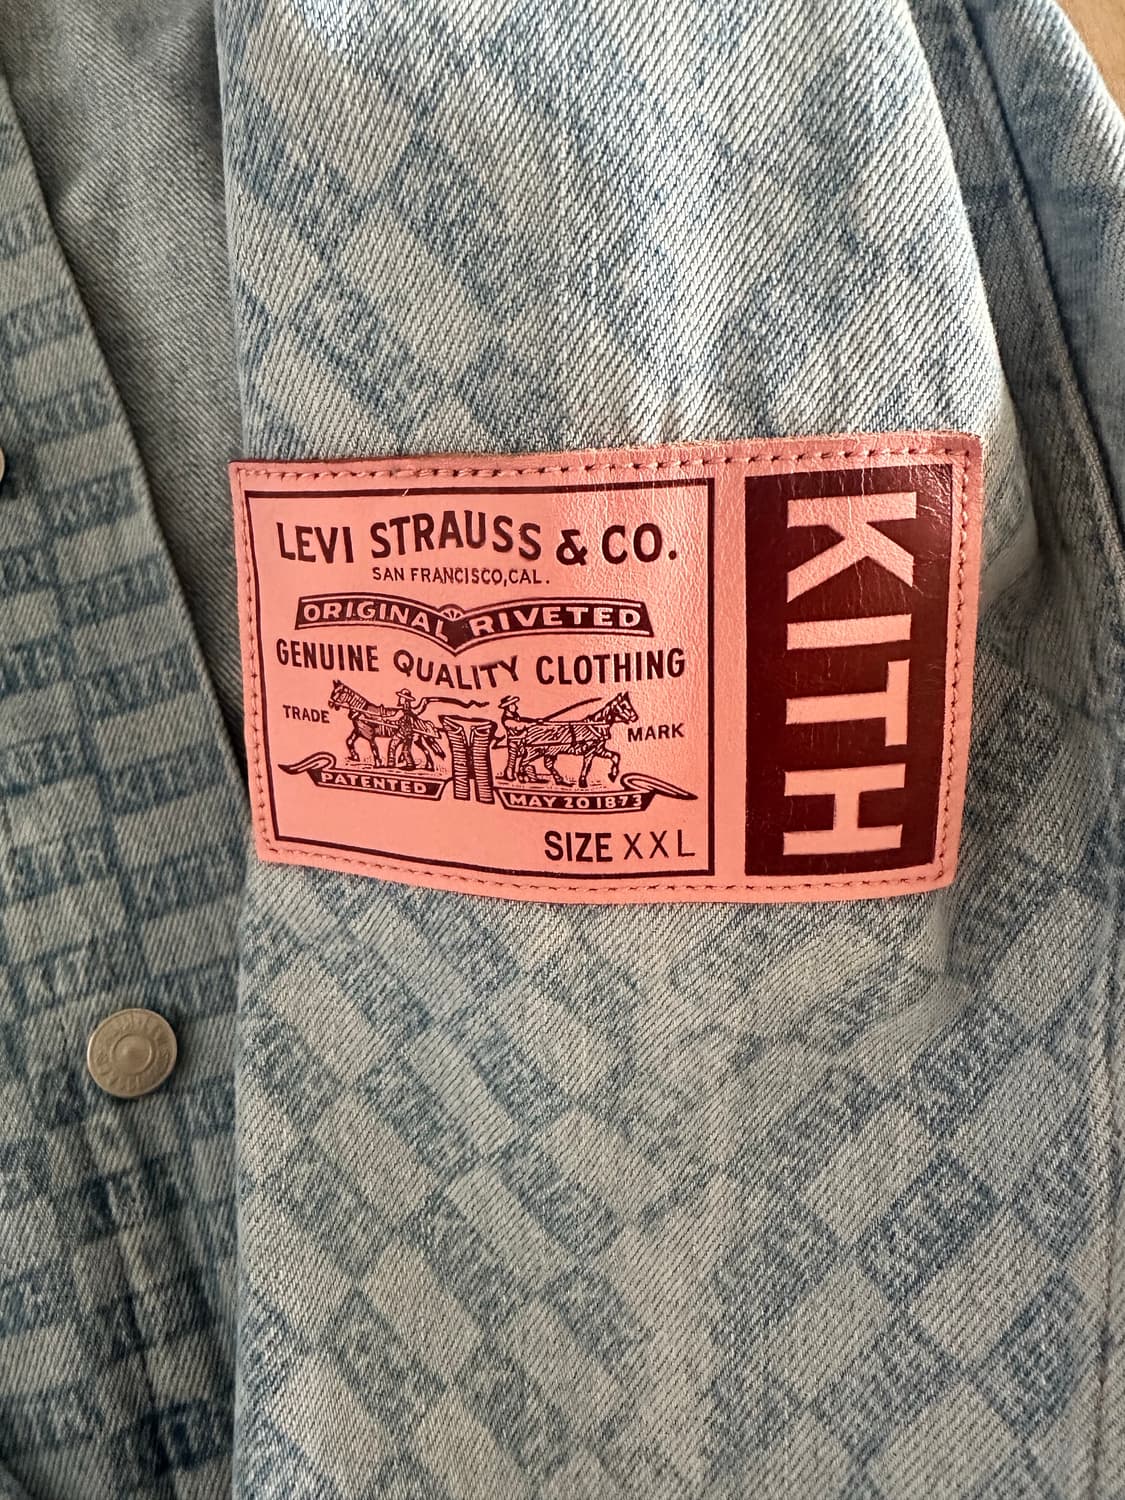 LEVI STRAUSS & CO.
SAN FRANCISCO, CAL.
ORIGINAL RIVETED
GENUINE QUALITY CLOTHING
TRADE MARK
PATENTED MAY 20 1873
SIZE XXL
KITH